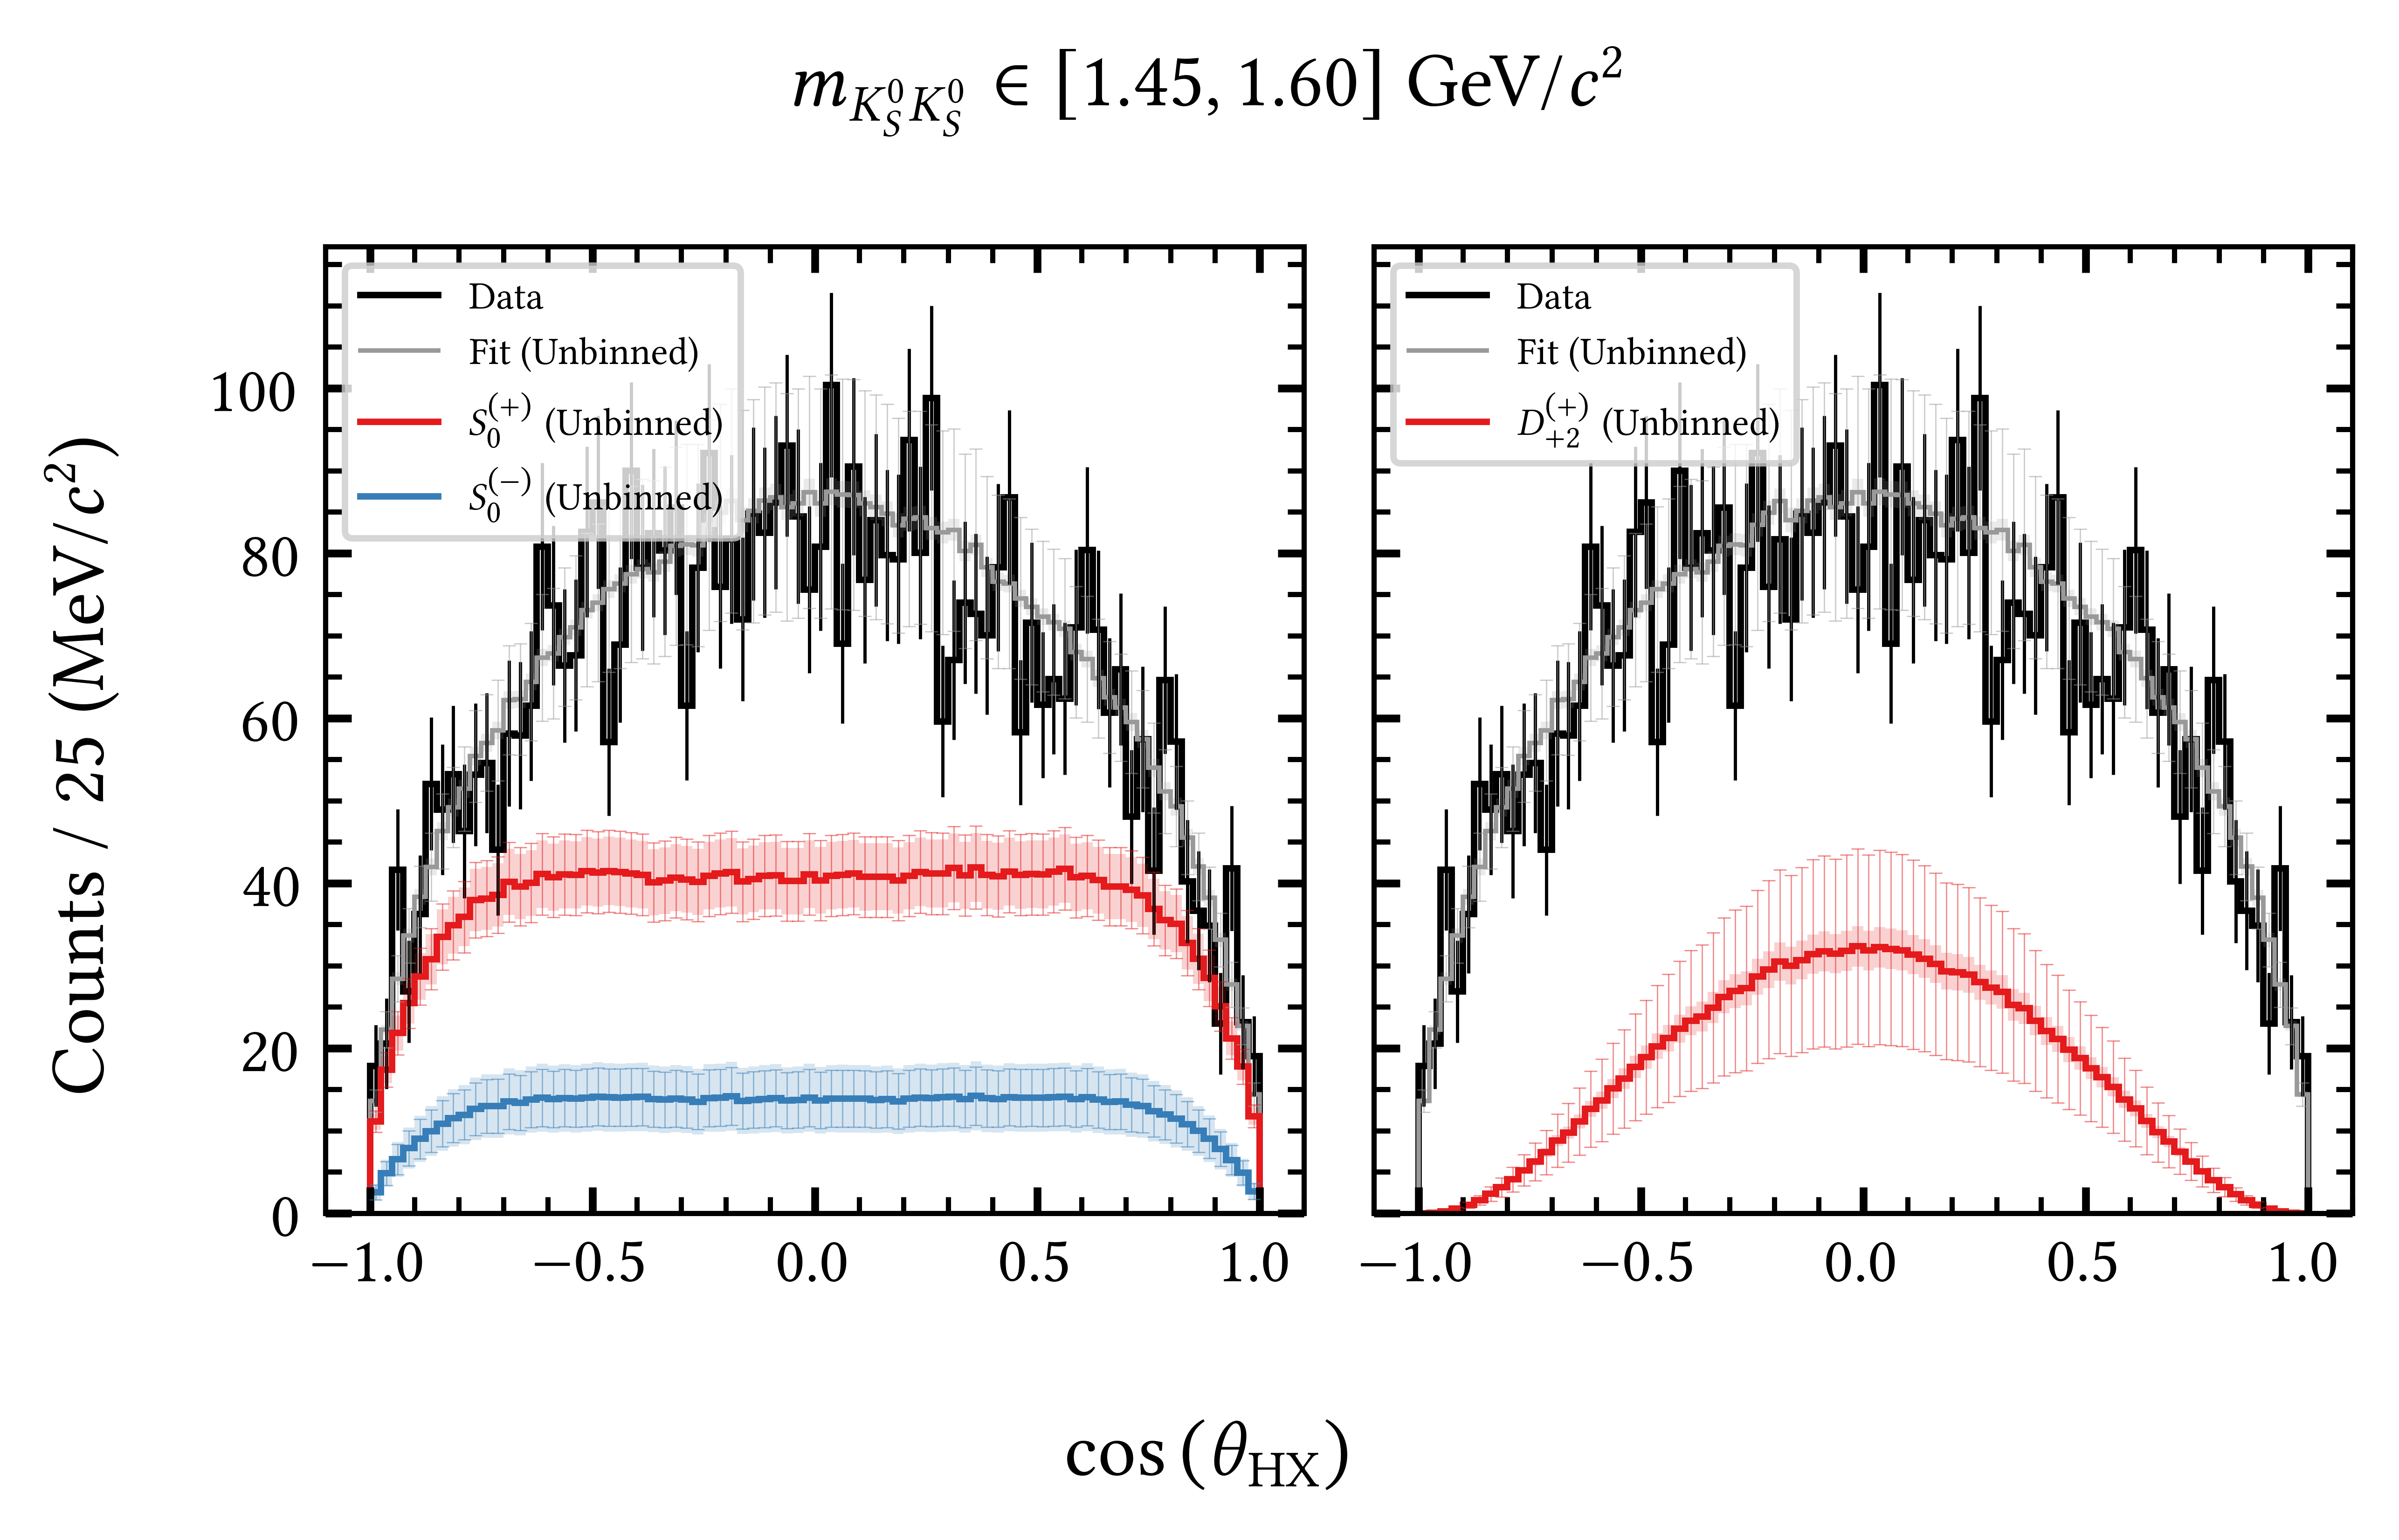 m_{K_S^0 K_S^0} ∈ [1.45, 1.60] GeV/c²
Counts / 25 (MeV/c²)
100
80
60
40
20
0
Data
Fit (Unbinned)
S_0^{(+)} (Unbinned)
S_0^{(−)} (Unbinned)
−1.0 −0.5 0.0 0.5 1.0
Data
Fit (Unbinned)
D_{+2}^{(+)} (Unbinned)
−1.0 −0.5 0.0 0.5 1.0
cos (θ_{HX})